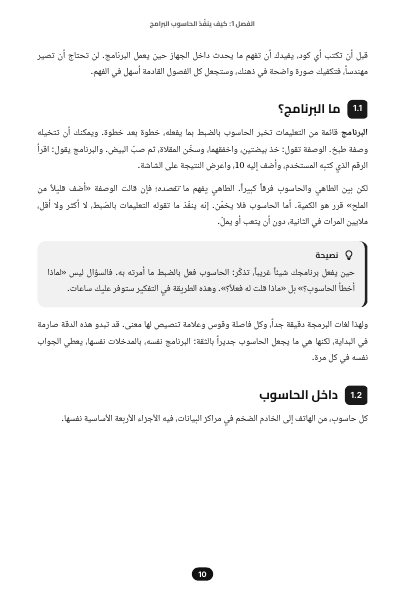 الفصل 1: كيف ينفّذ الحاسوب البرامج
قبل أن تكتب أي كود، يفيدك أن تفهم ما يحدث داخل الجهاز حين يعمل البرنامج. لن تحتاج أن تصير
مهندساً، فتكفيك صورة واضحة في ذهنك، وستجعل كل الفصول القادمة أسهل في الفهم.
1.1 ما البرنامج؟
البرنامج قائمة من التعليمات تخبر الحاسوب بالضبط بما يفعله، خطوة بعد خطوة. ويمكنك أن تتخيله
وصفة طبخ. الوصفة تقول: خذ بيضتين، واخفقهما، وسخّن المقلاة، ثم صبّ البيض. والبرنامج يقول: اقرأ
الرقم الذي كتبه المستخدم، وأضف إليه 10، واعرض النتيجة على الشاشة.
لكن بين الطاهي والحاسوب فرقاً كبيراً. الطاهي يفهم ما تقصده؛ فإن قالت الوصفة «أضف قليلاً من
الملح» قرر هو الكمية. أما الحاسوب فلا يخمّن. إنه ينفّذ ما تقوله التعليمات بالضبط، لا أكثر ولا أقل،
ملايين المرات في الثانية، دون أن يتعب أو يملّ.
نصيحة
حين يفعل برنامجك شيئاً غريباً، تذكّر: الحاسوب فعل بالضبط ما أمرته به. فالسؤال ليس «لماذا
أخطأ الحاسوب؟» بل «ماذا قلت له فعلاً؟». وهذه الطريقة في التفكير ستوفر عليك ساعات.
ولهذا لغات البرمجة دقيقة جداً، وكل فاصلة وقوس وعلامة تنصيص لها معنى. قد تبدو هذه الدقة صارمة
في البداية، لكنها هي ما يجعل الحاسوب جديراً بالثقة: البرنامج نفسه، بالمدخلات نفسها، يعطي الجواب
نفسه في كل مرة.
1.2 داخل الحاسوب
كل حاسوب، من الهاتف إلى الخادم الضخم في مراكز البيانات، فيه الأجزاء الأربعة الأساسية نفسها.
10